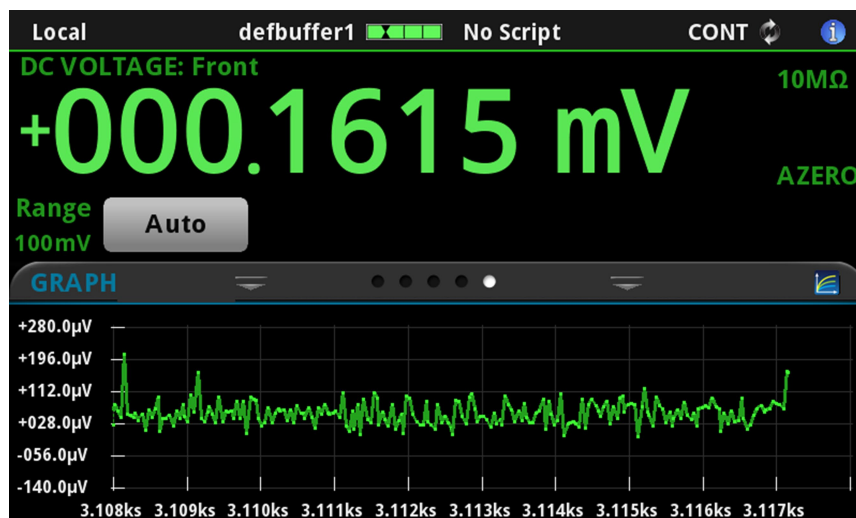 Local defbuffer1 No Script CONT i
DC VOLTAGE: Front
10MΩ
+000.1615 mV
AZERO
Range
100mV
Auto
GRAPH
+280.0µV
+196.0µV
+112.0µV
+028.0µV
-056.0µV
-140.0µV
3.108ks 3.109ks 3.110ks 3.111ks 3.112ks 3.113ks 3.114ks 3.115ks 3.116ks 3.117ks